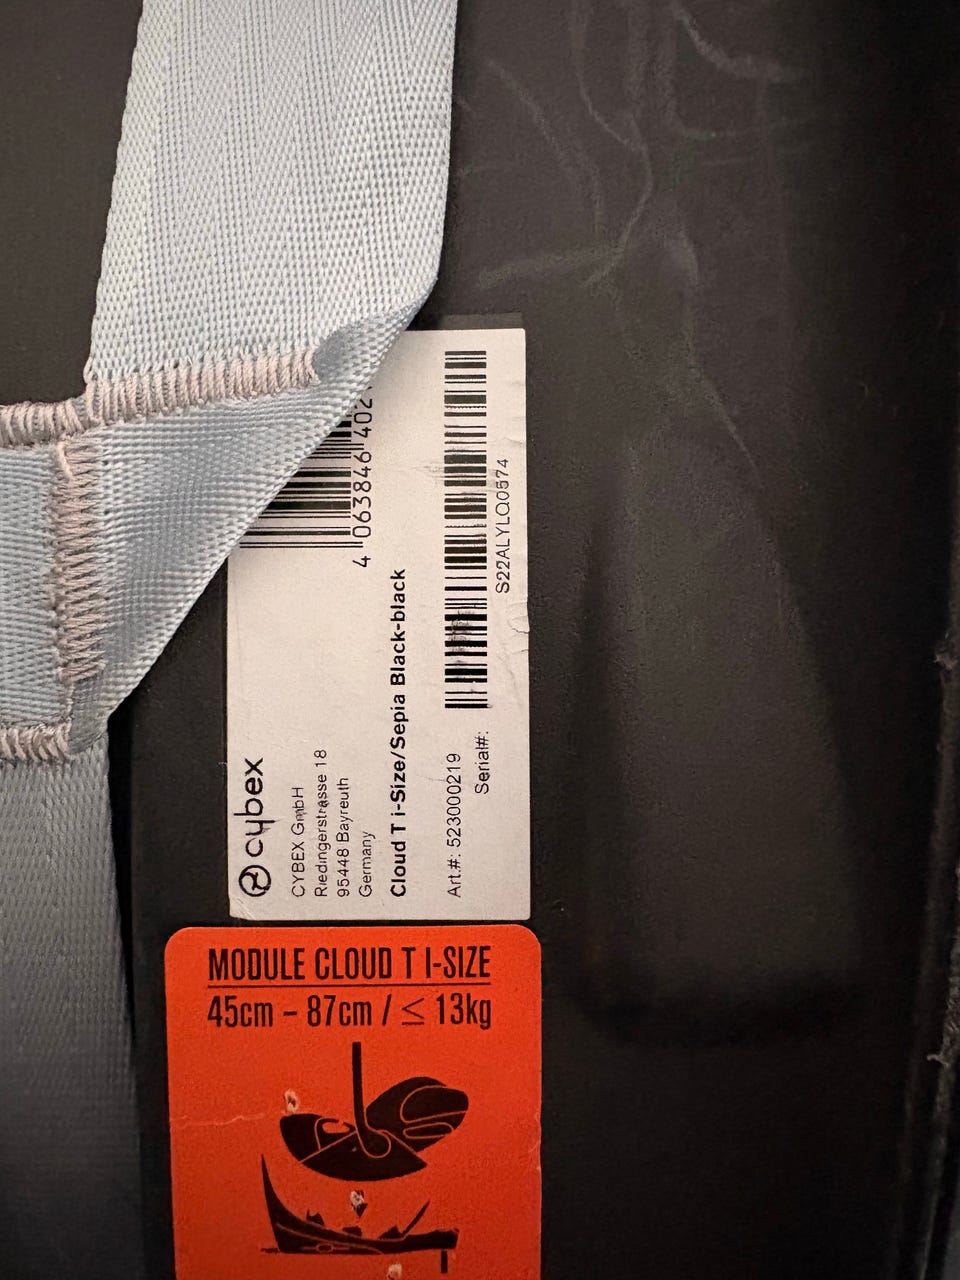 cybex
CYBEX GmbH
Riedingerstrasse 18
95448 Bayreuth
Germany
4 063846 402
Cloud T i-Size/Sepia Black-black
Art.#: 523000219
Serial#:
S22ALYLQ0574
MODULE CLOUD T I-SIZE
45cm – 87cm / ≤ 13kg